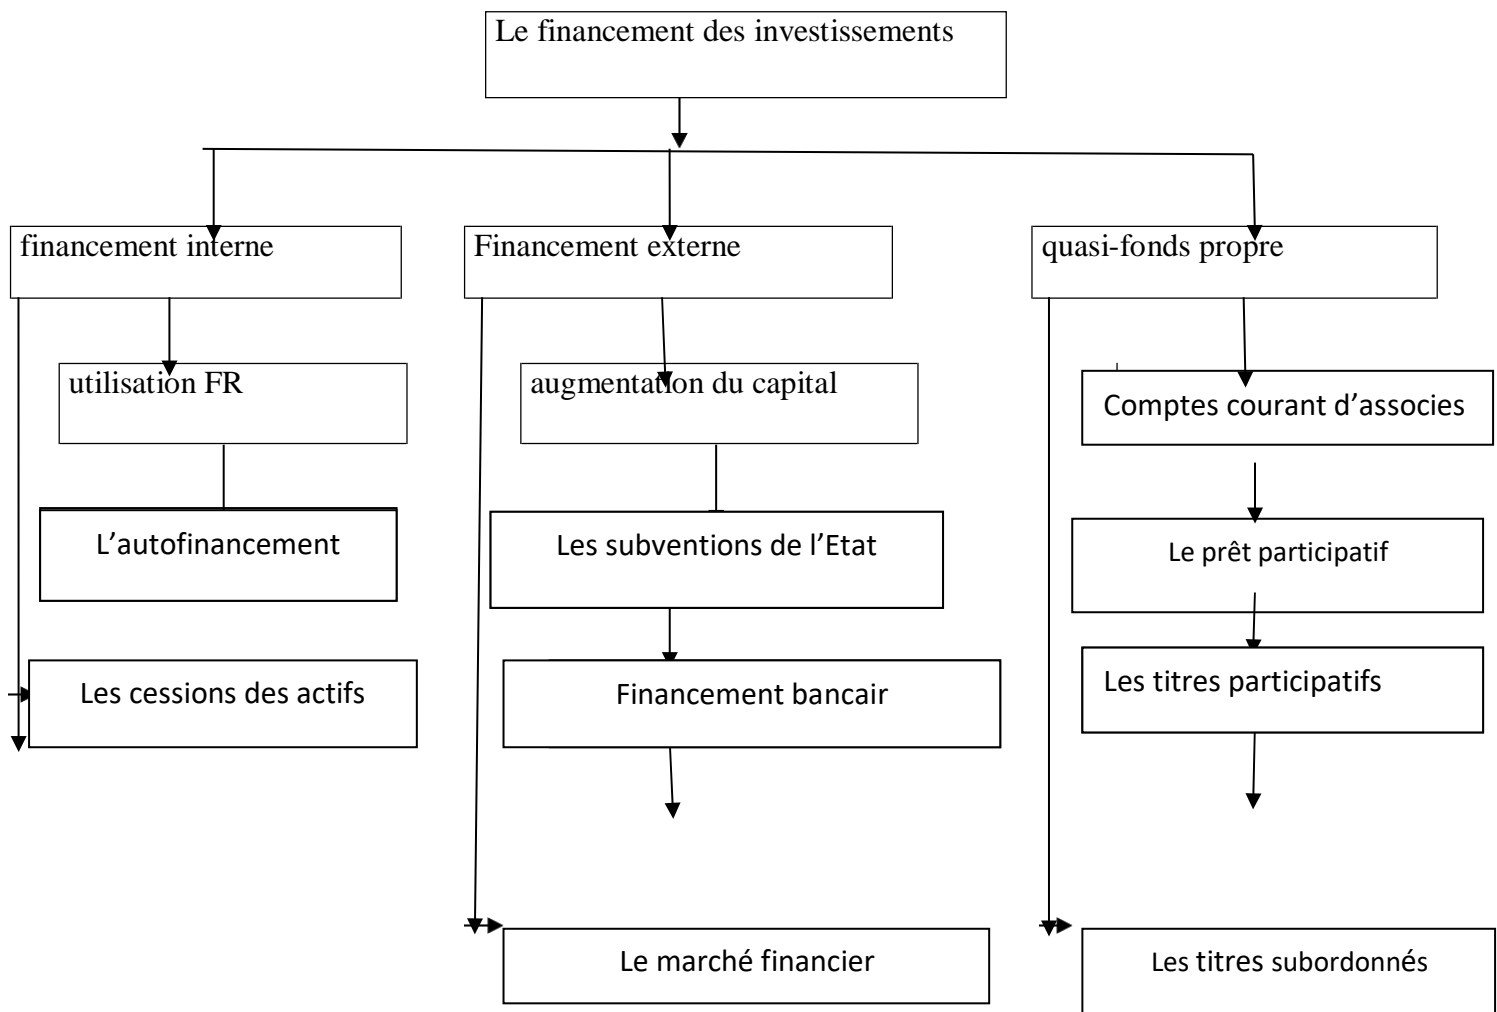 Le financement des investissements
financement interne
Financement externe
quasi-fonds propre
utilisation FR
augmentation du capital
Comptes courant d’associes
L’autofinancement
Les subventions de l’Etat
Le prêt participatif
Les cessions des actifs
Financement bancair
Les titres participatifs
Le marché financier
Les titres subordonnés